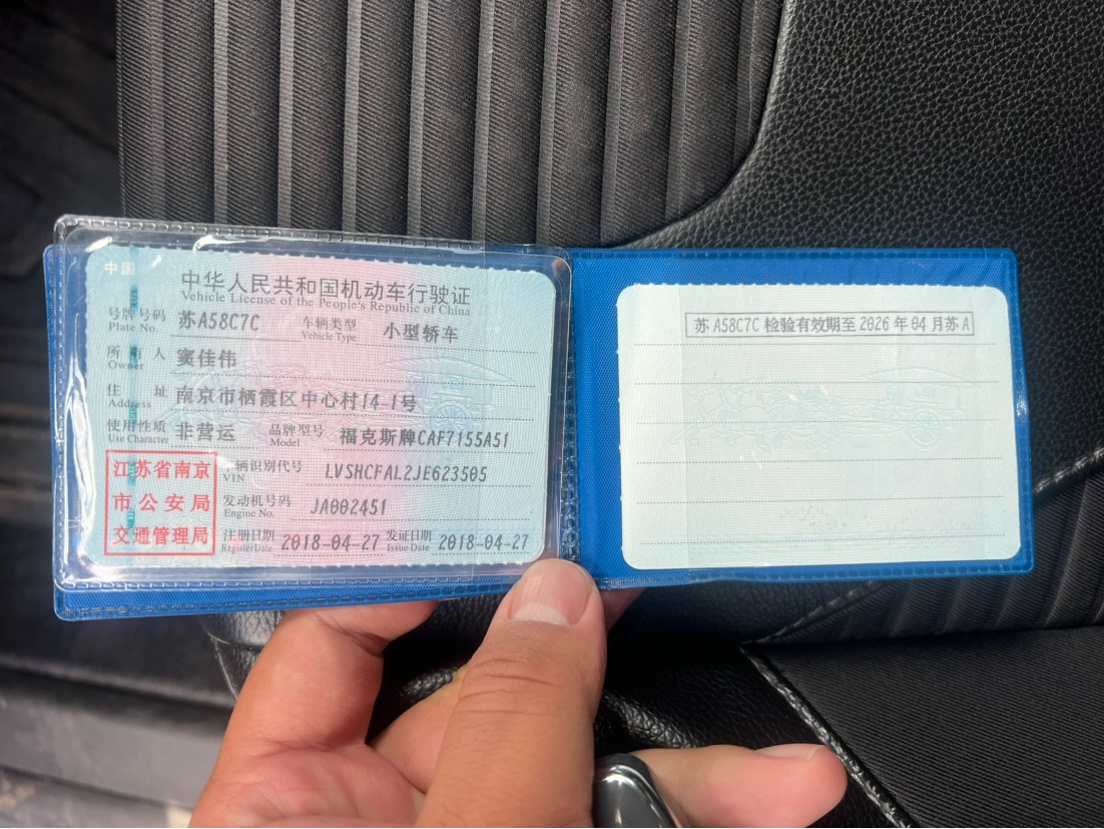 中国
中华人民共和国机动车行驶证
Vehicle License of the People's Republic of China
号牌号码 苏A58C7C 车辆类型 小型轿车
Plate No. Vehicle Type
所有人 窦佳伟
Owner
住址 南京市栖霞区中心村14-1号
Address
使用性质 非营运 品牌型号 福克斯牌CAF7155A51
Use Character Model
江苏省南京
市公安局
交通管理局
车辆识别代号 LVSHCFAL2JE623505
VIN
发动机号码 JA002451
Engine No.
注册日期 2018-04-27 发证日期 2018-04-27
Register Date Issue Date
苏A58C7C 检验有效期至2026年04月苏A